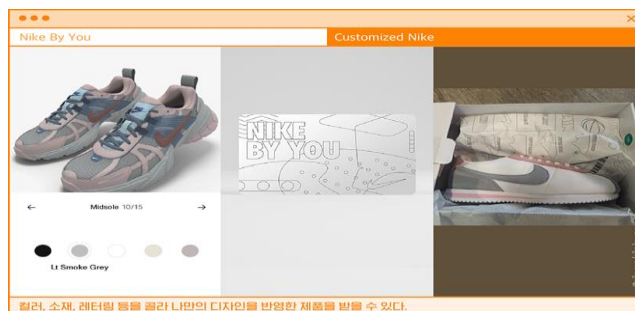 Nike By You
Customized Nike
NIKE
BY YOU
Midsole 10/15
Lt Smoke Grey
컬러, 소재, 레터링 등을 골라 나만의 디자인을 반영한 제품을 받을 수 있다.